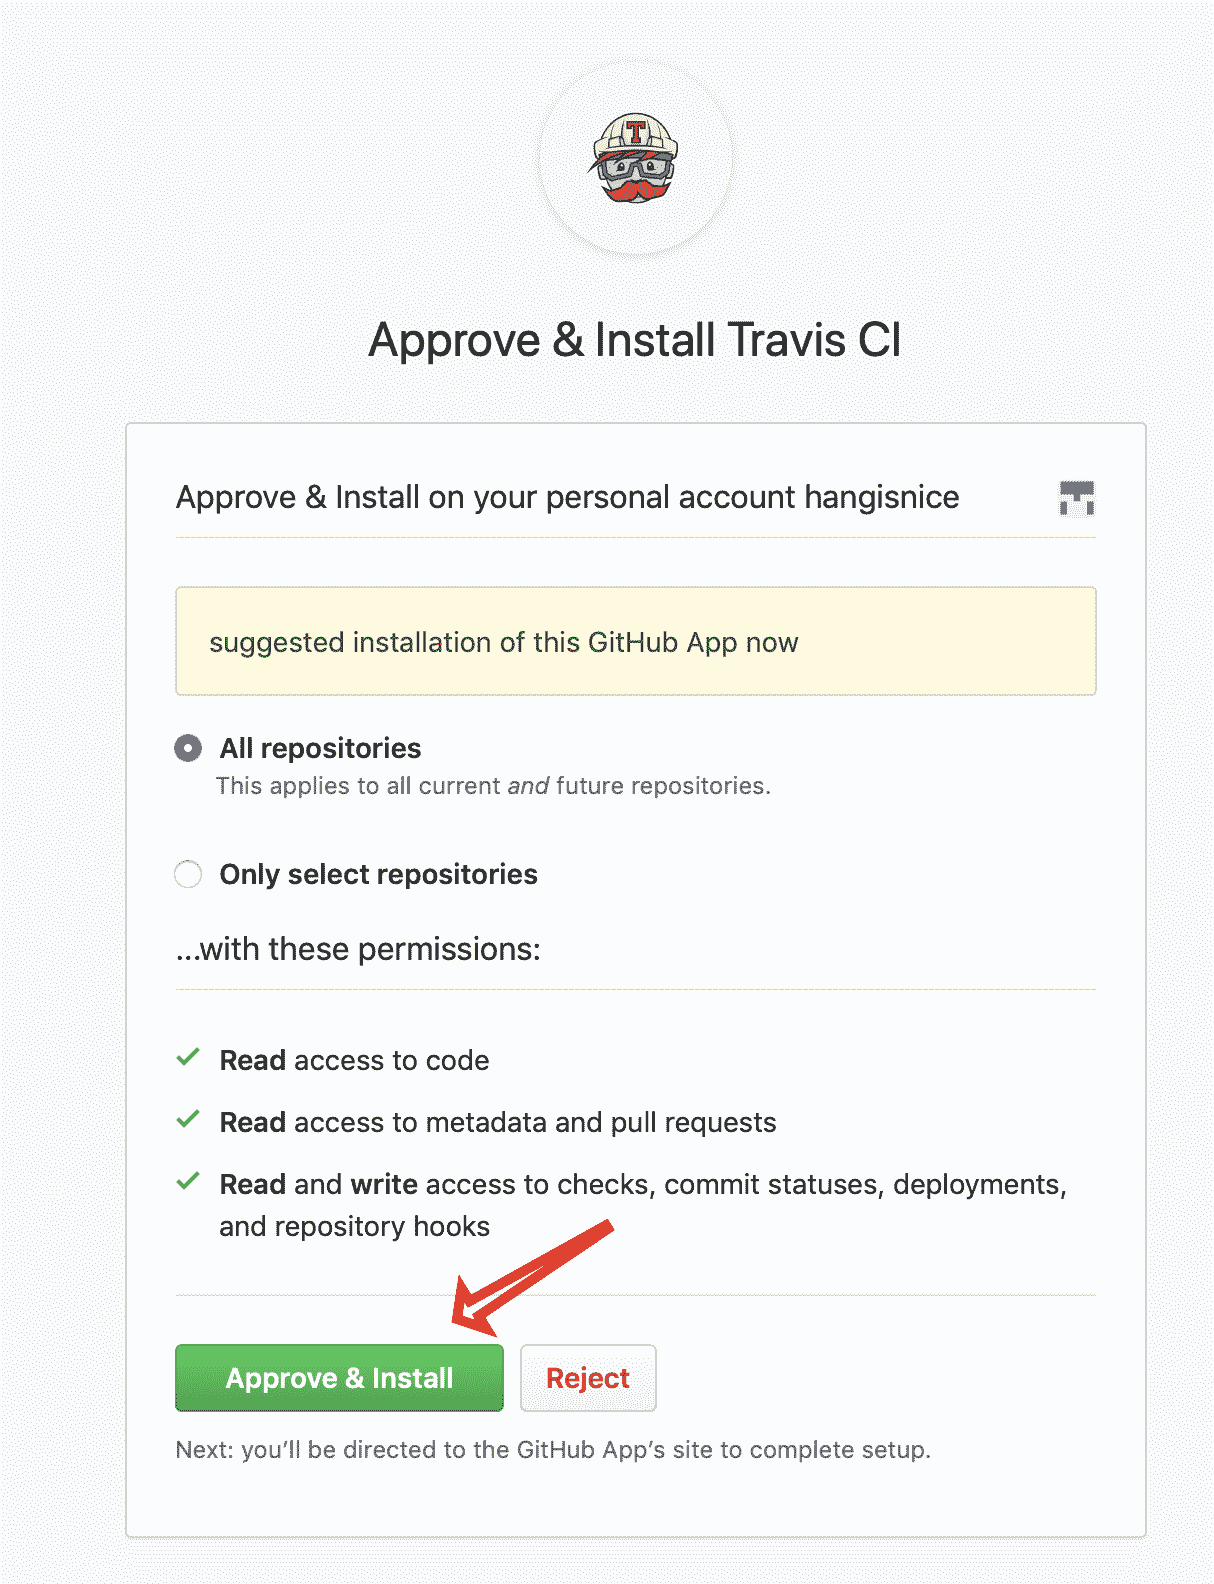 T
Approve & Install Travis CI
Approve & Install on your personal account hangisnice
suggested installation of this GitHub App now
All repositories
This applies to all current and future repositories.
Only select repositories
...with these permissions:
Read access to code
Read access to metadata and pull requests
Read and write access to checks, commit statuses, deployments,
and repository hooks
Approve & Install
Reject
Next: you'll be directed to the GitHub App's site to complete setup.